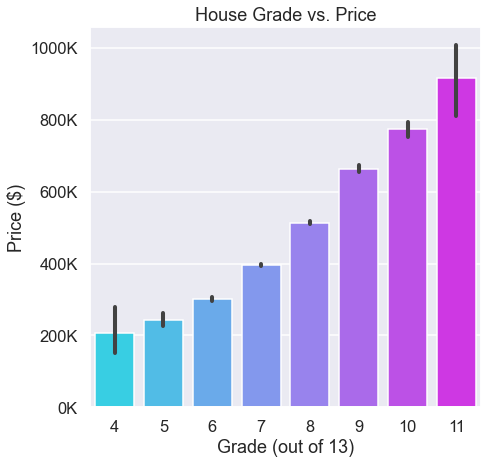 House Grade vs. Price
1000K
800K
600K
400K
200K
0K
Price ($)
4 5 6 7 8 9 10 11
Grade (out of 13)